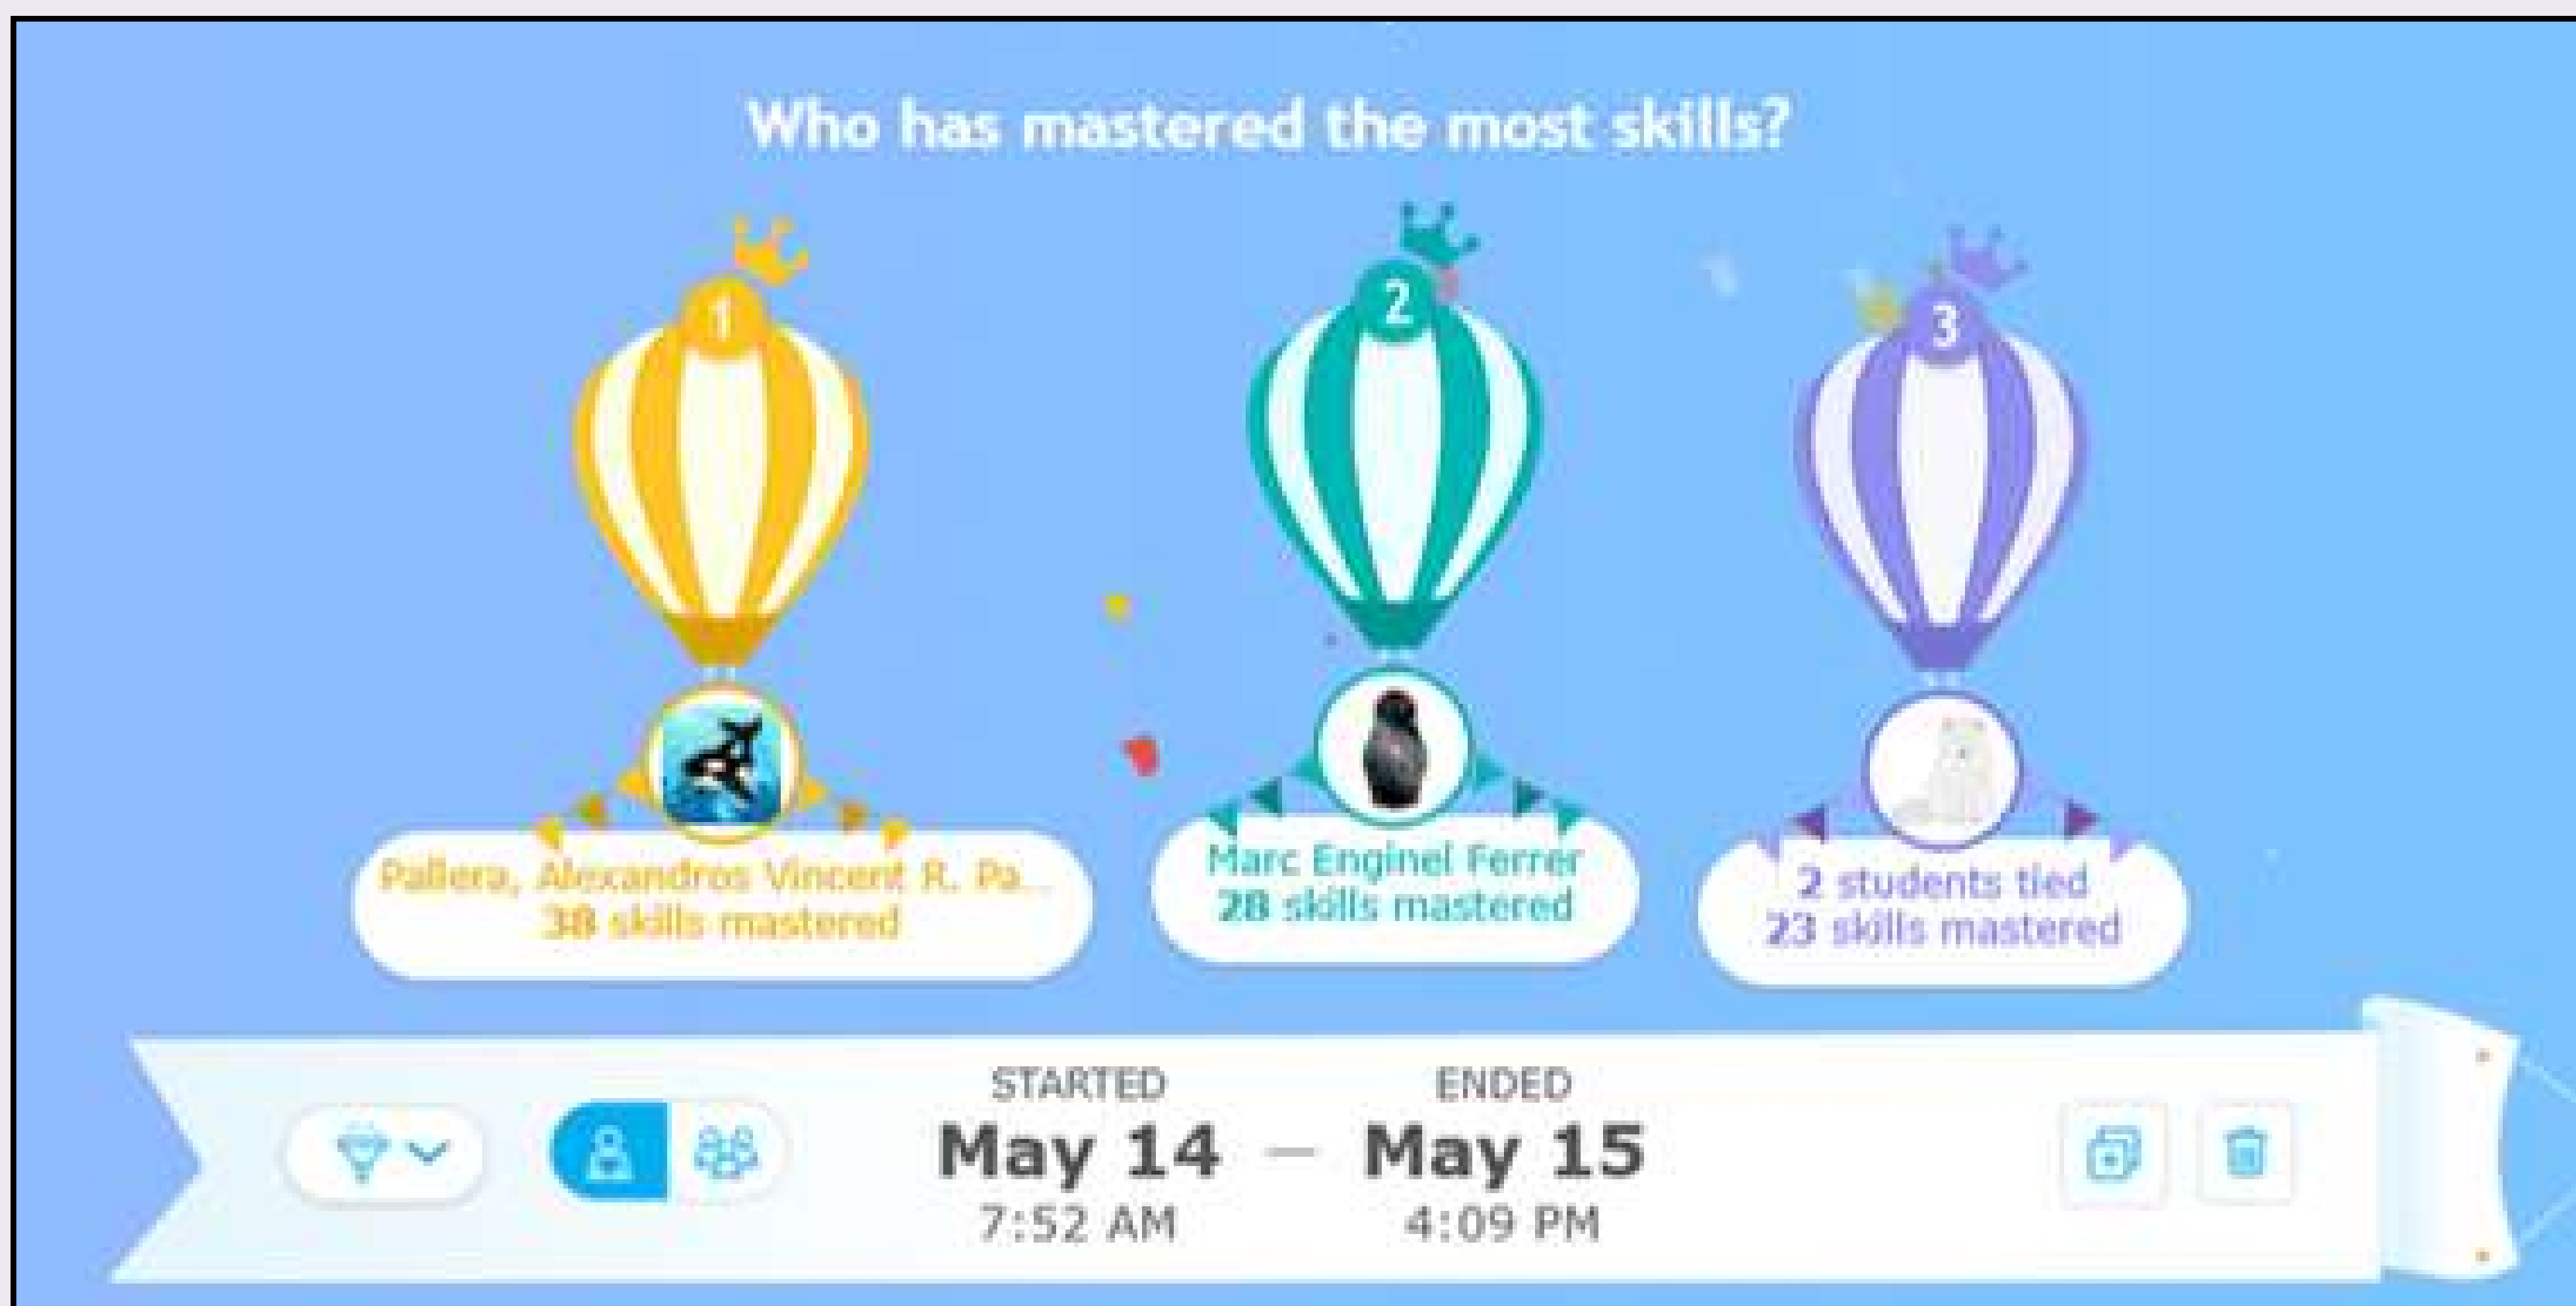 Who has mastered the most skills?
1
2
3
Pallera, Alexandros Vincent R. Pa...
38 skills mastered
Marc Enginel Ferrer
28 skills mastered
2 students tied
23 skills mastered
STARTED
May 14
7:52 AM
–
ENDED
May 15
4:09 PM